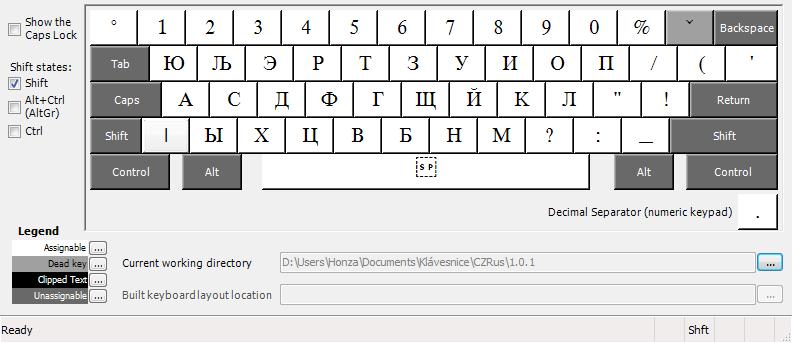 Show the
Caps Lock
Shift states:
Shift
Alt+Ctrl
(AltGr)
Ctrl
° 1 2 3 4 5 6 7 8 9 0 % ˇ Backspace
Tab Ю Љ Э Р Т З У И О П / ( '
Caps А С Д Ф Г Щ Й К Л " ! Return
Shift | Ы Х Ц В Б Н М ? : _ Shift
Control Alt SP Alt Control
Decimal Separator (numeric keypad) .
Legend
Assignable ...
Dead key ...
Clipped Text ...
Unassignable ...
Current working directory D:\Users\Honza\Documents\Klávesnice\CZRus\1.0.1 ...
Built keyboard layout location ...
Ready Shft